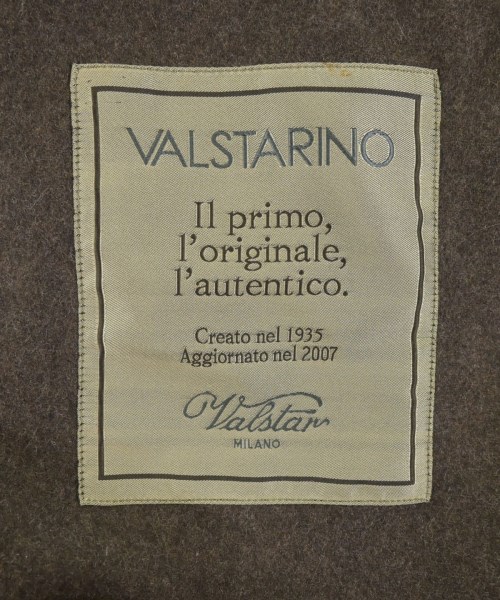 VALSTARINO
Il primo,
l'originale,
l'autentico.
Creato nel 1935
Aggiornato nel 2007
Valstar
MILANO